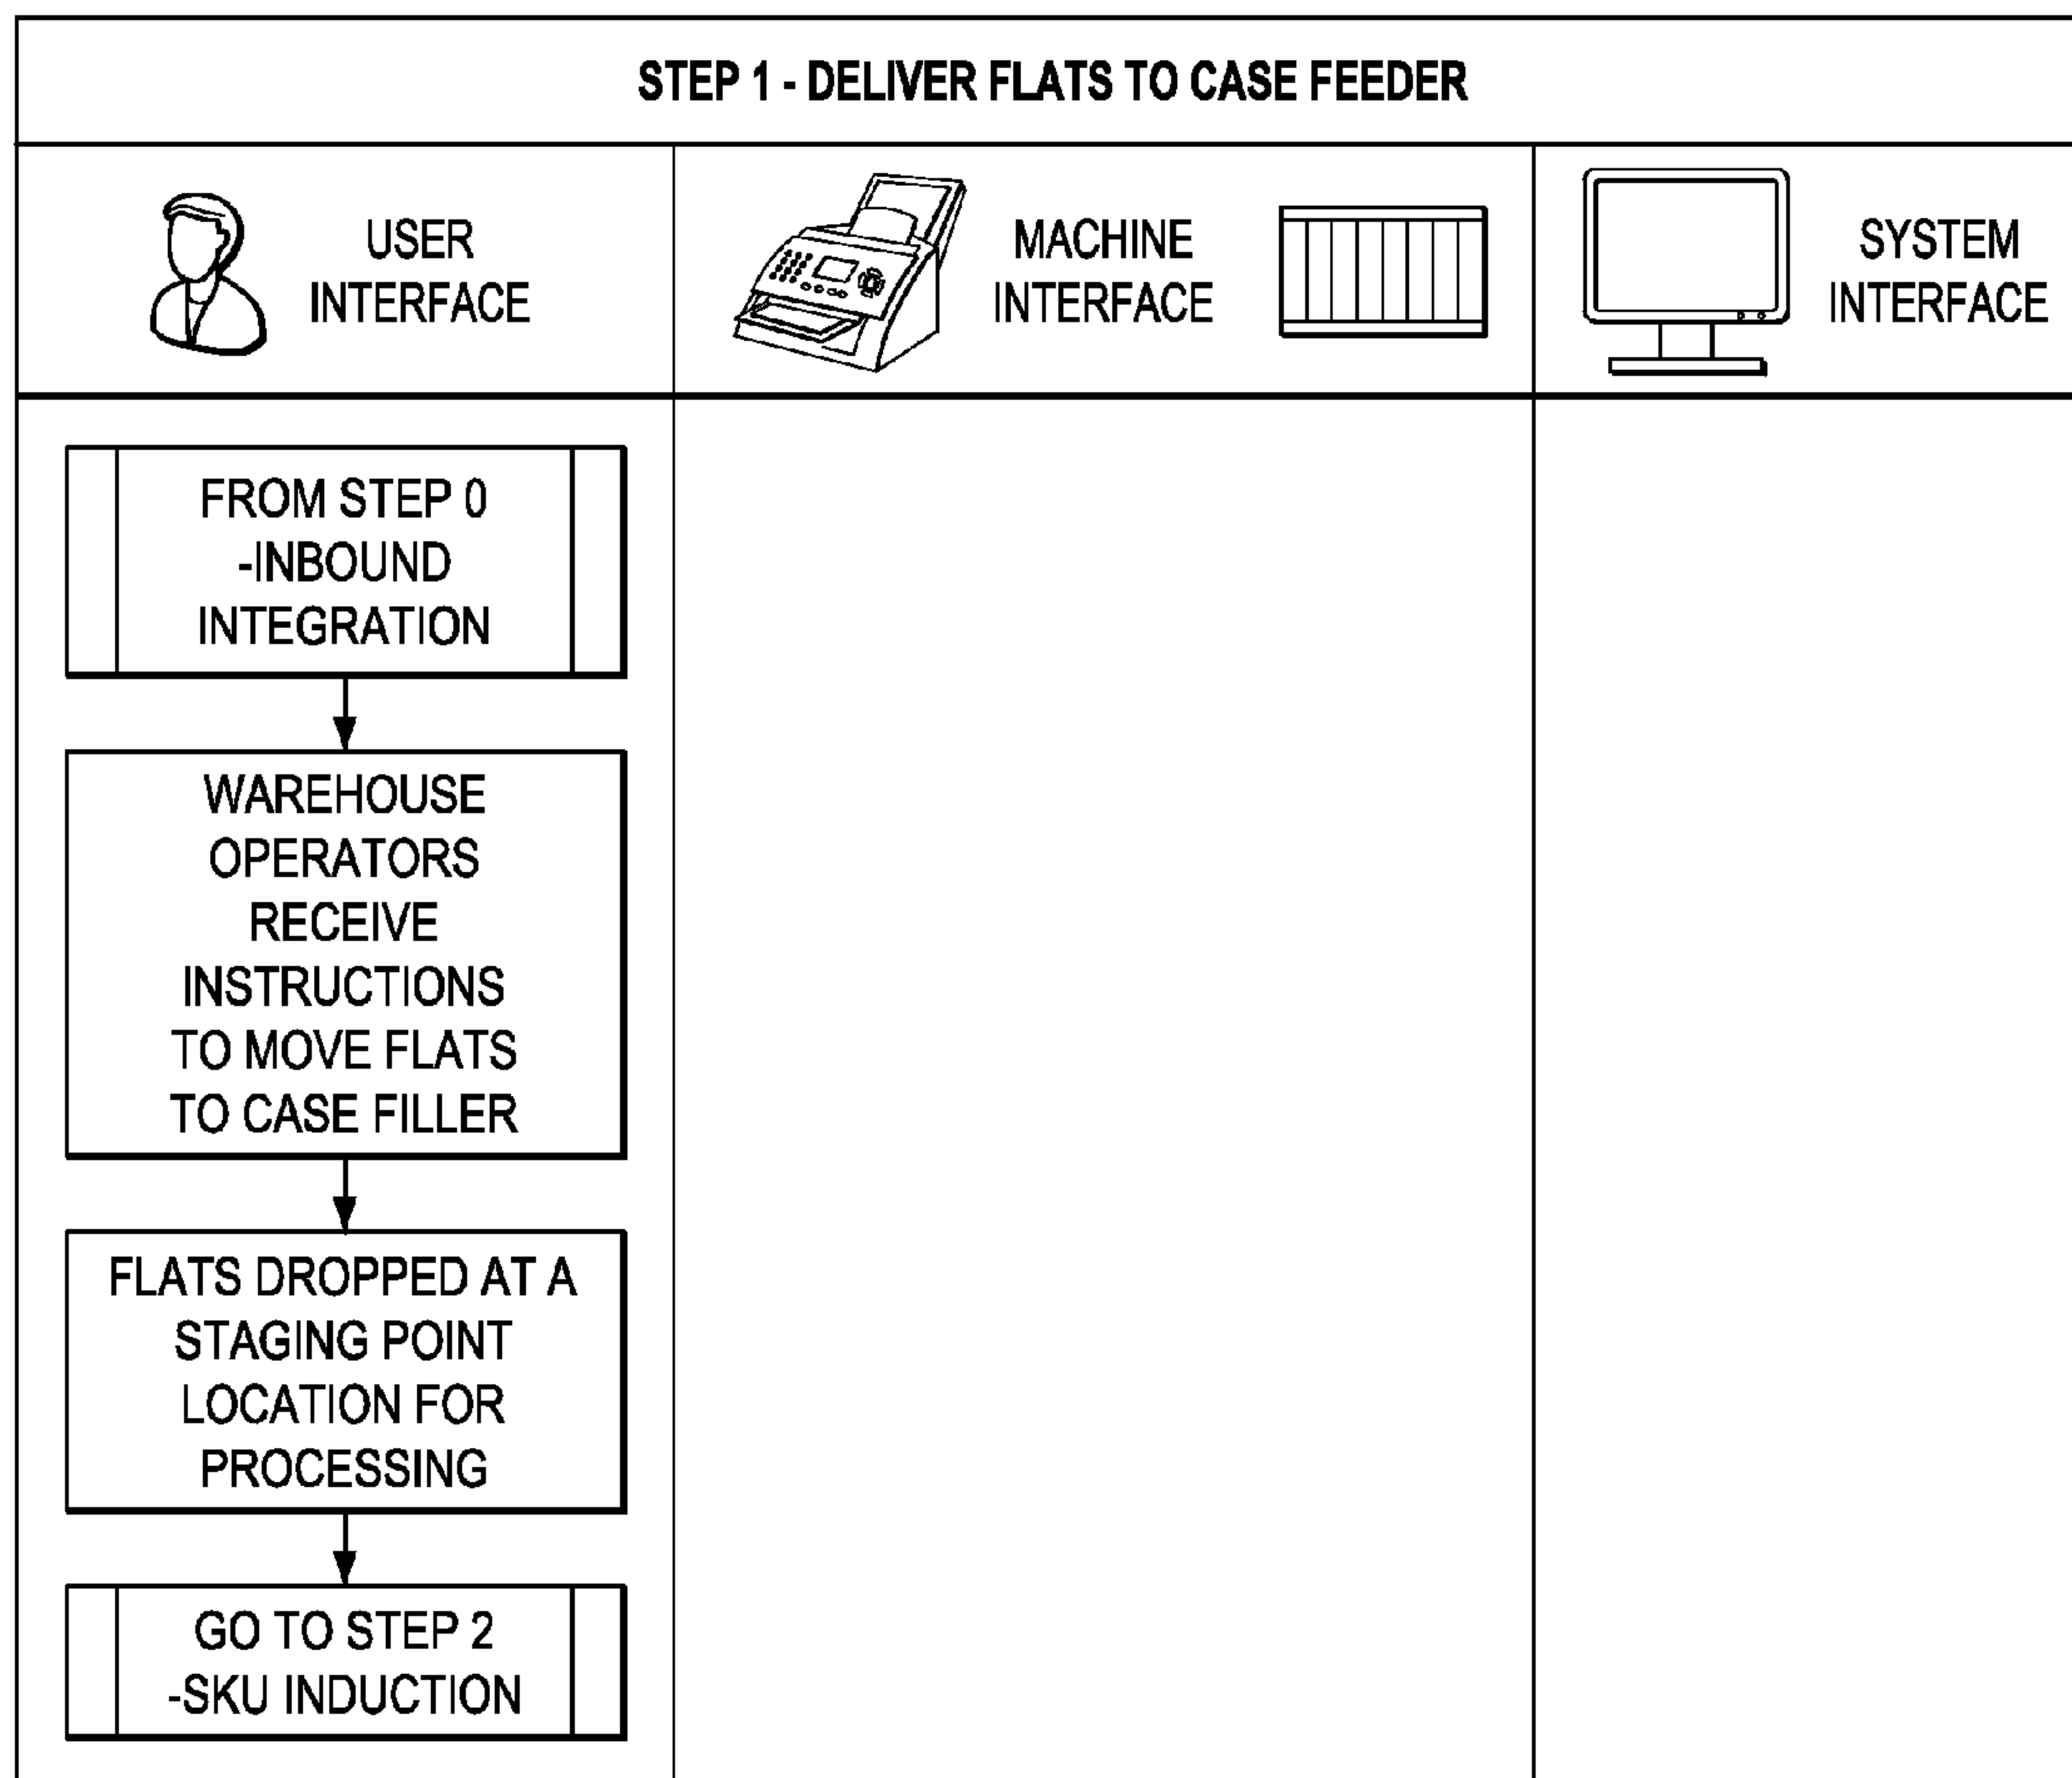 STEP 1 - DELIVER FLATS TO CASE FEEDER
USER
INTERFACE
MACHINE
INTERFACE
SYSTEM
INTERFACE
FROM STEP 0
-INBOUND
INTEGRATION
WAREHOUSE
OPERATORS
RECEIVE
INSTRUCTIONS
TO MOVE FLATS
TO CASE FILLER
FLATS DROPPED AT A
STAGING POINT
LOCATION FOR
PROCESSING
GO TO STEP 2
-SKU INDUCTION